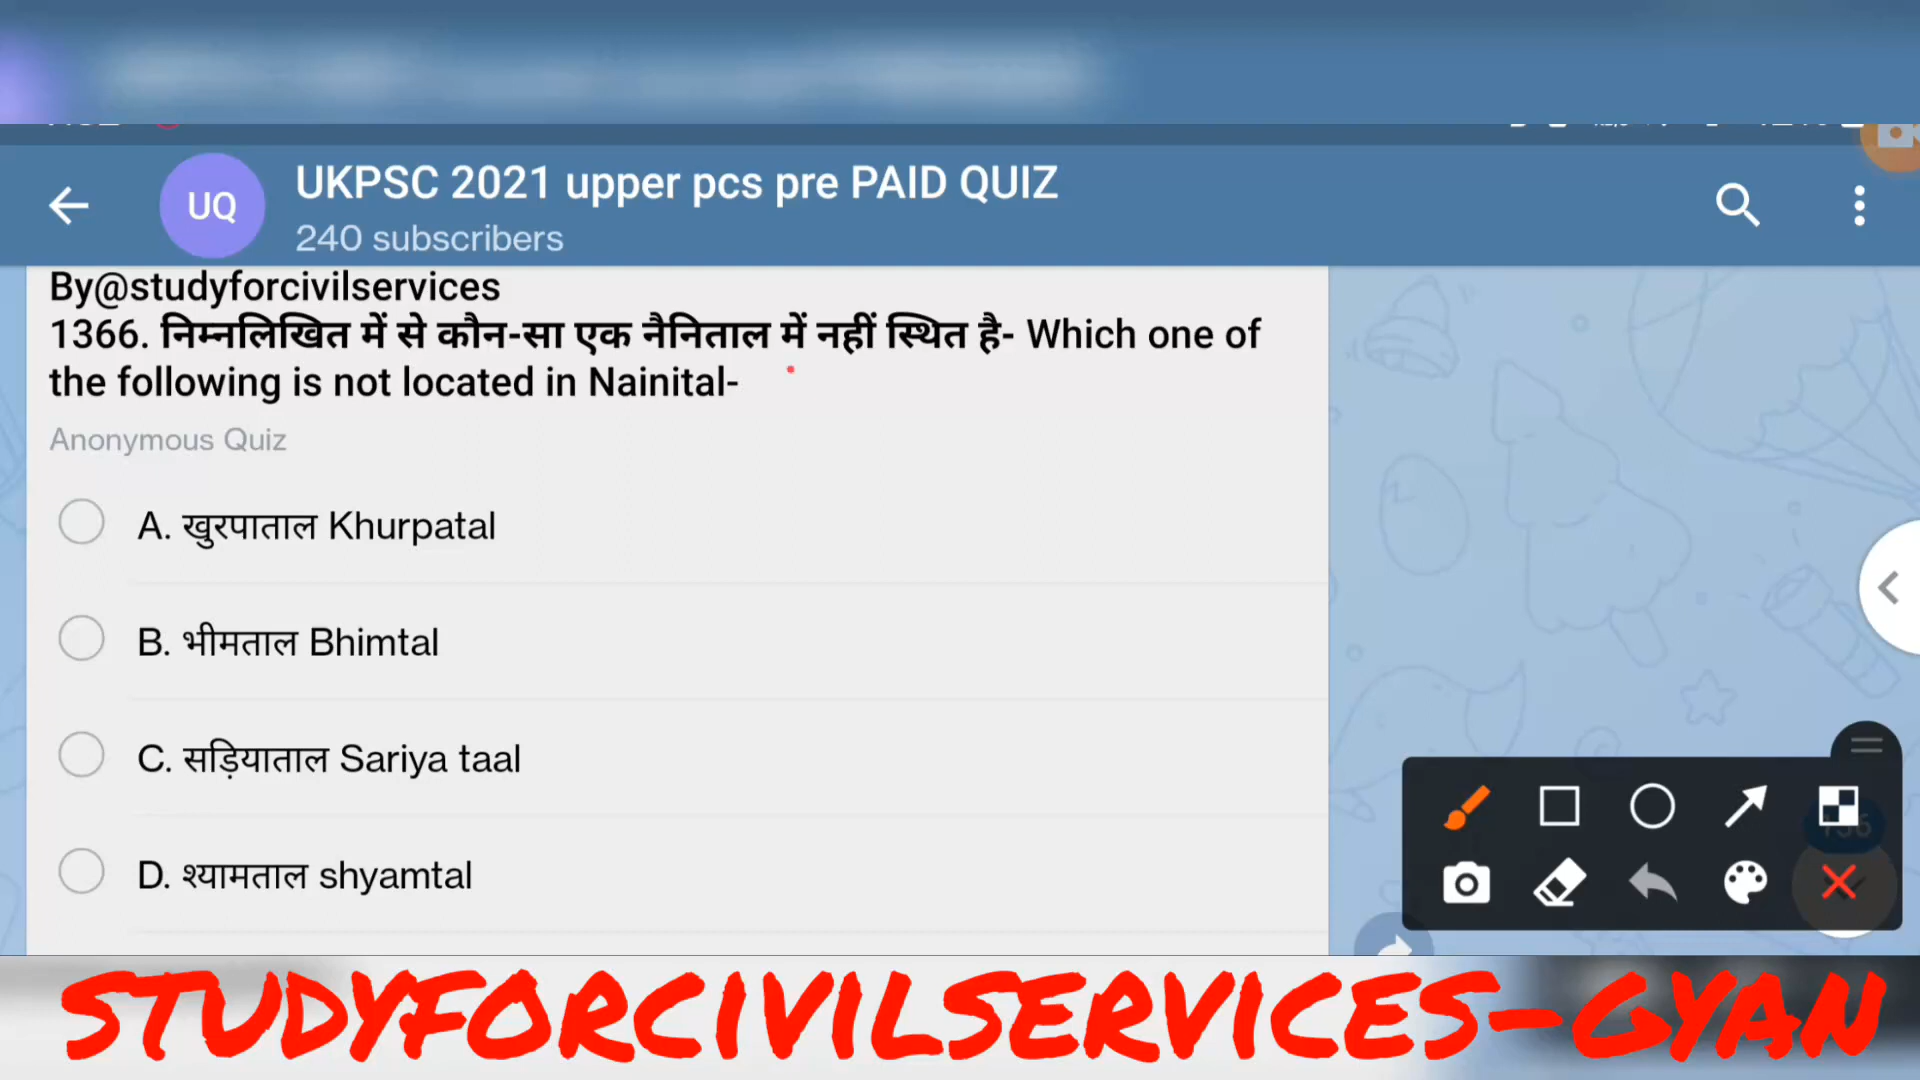 UQ
UKPSC 2021 upper pcs pre PAID QUIZ
240 subscribers
By@studyforcivilservices
1366. निम्नलिखित में से कौन-सा एक नैनिताल में नहीं स्थित है- Which one of
the following is not located in Nainital-
Anonymous Quiz
A. खुरपाताल Khurpatal
B. भीमताल Bhimtal
C. सड़ियाताल Sariya taal
D. श्यामताल shyamtal
STUDYFORCIVILSERVICES-GYAN